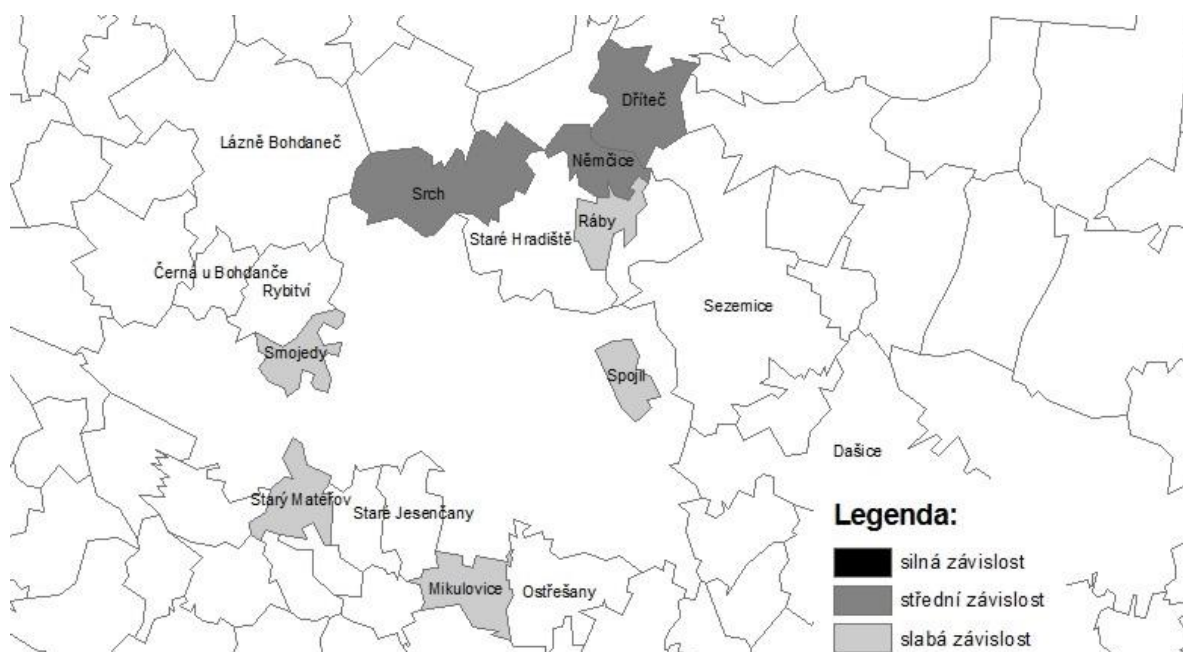 Dříteč
Lázně Bohdaneč
Němčice
Srch
Ráby
Staré Hradiště
Černá u Bohdanče
Rybitví
Sezemice
Srnojedy
Spojil
Dašice
Starý Mateřov
Staré Jesenčany
Mikulovice
Ostřešany
Legenda:
silná závislost
střední závislost
slabá závislost